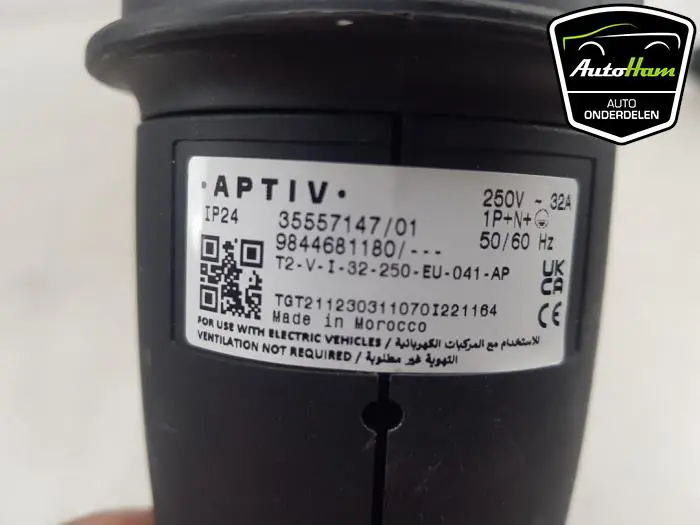 AutoHam
AUTO
ONDERDELEN
·APTIV·
IP24
35557147/01
9844681180/---
T2-V-I-32-250-EU-041-AP
250V ~ 32A
1P+N+⏚
50/60 Hz
UK
CA
TGT211230311070I221164
Made in Morocco
CE
FOR USE WITH ELECTRIC VEHICLES / للاستخدام مع المركبات الكهربائية
VENTILATION NOT REQUIRED / التهوية غير مطلوبة